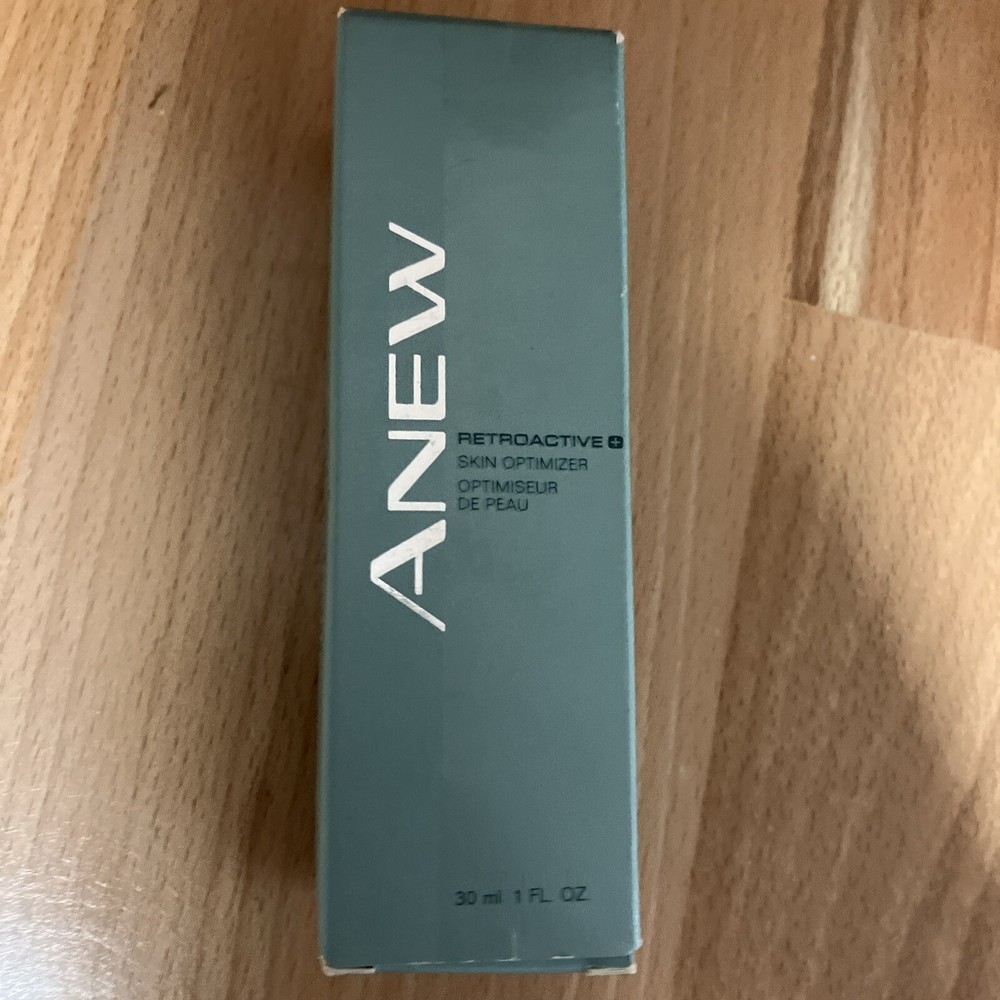 ANEW
RETROACTIVE+
SKIN OPTIMIZER
OPTIMISEUR
DE PEAU
30 ml 1 FL. OZ.